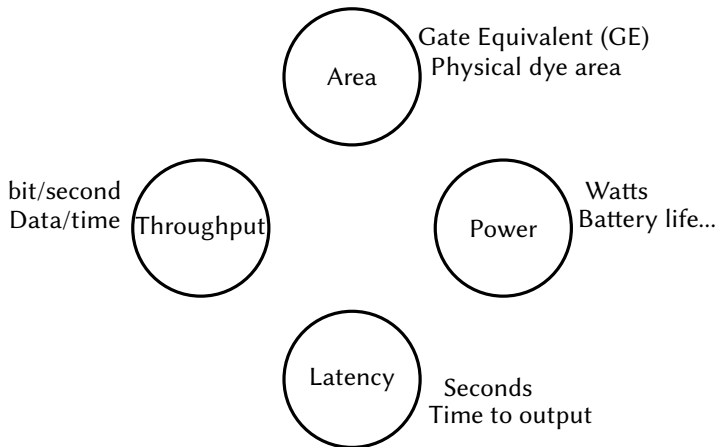 Area
Gate Equivalent (GE)
Physical dye area
bit/second
Data/time
Throughput
Power
Watts
Battery life...
Latency
Seconds
Time to output